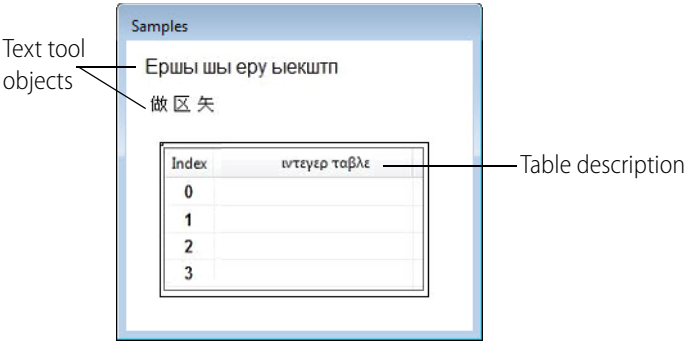 Samples
Text tool
objects
Ершы шы еру ыекштп
做 区 矢
Index ιντεγερ ταβλε
Table description
0
1
2
3